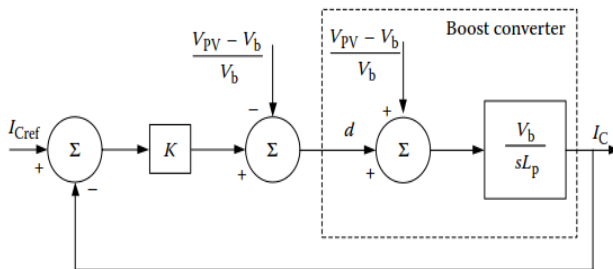 Boost converter
V_PV − V_b
V_b
V_PV − V_b
V_b
I_Cref
Σ
K
Σ
d
Σ
V_b
sL_p
I_C
+
−
−
+
+
+